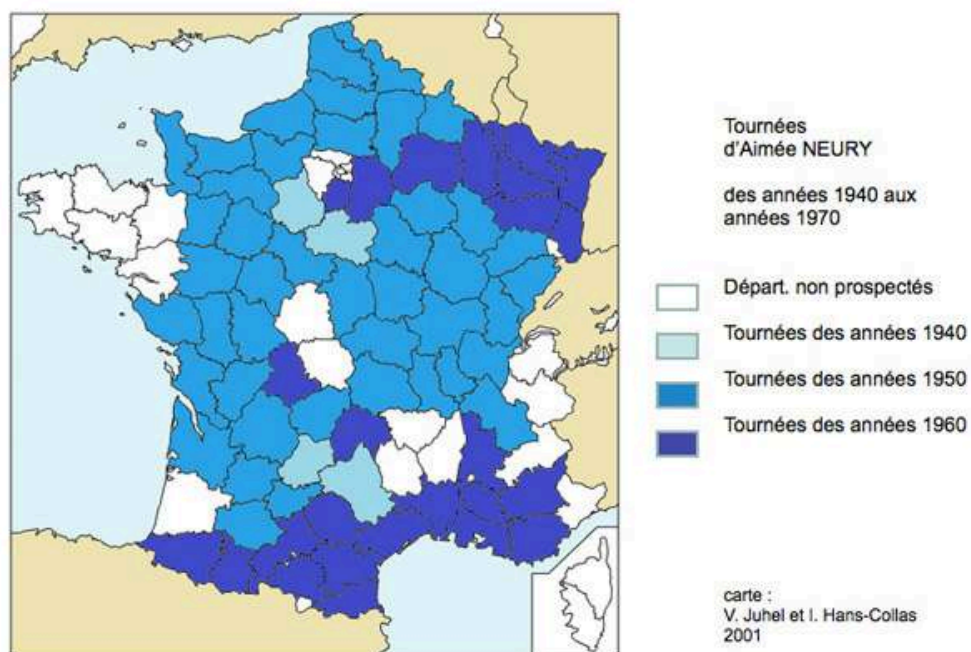 Tournées
d'Aimée NEURY
des années 1940 aux
années 1970
Départ. non prospectés
Tournées des années 1940
Tournées des années 1950
Tournées des années 1960
carte :
V. Juhel et I. Hans-Collas
2001